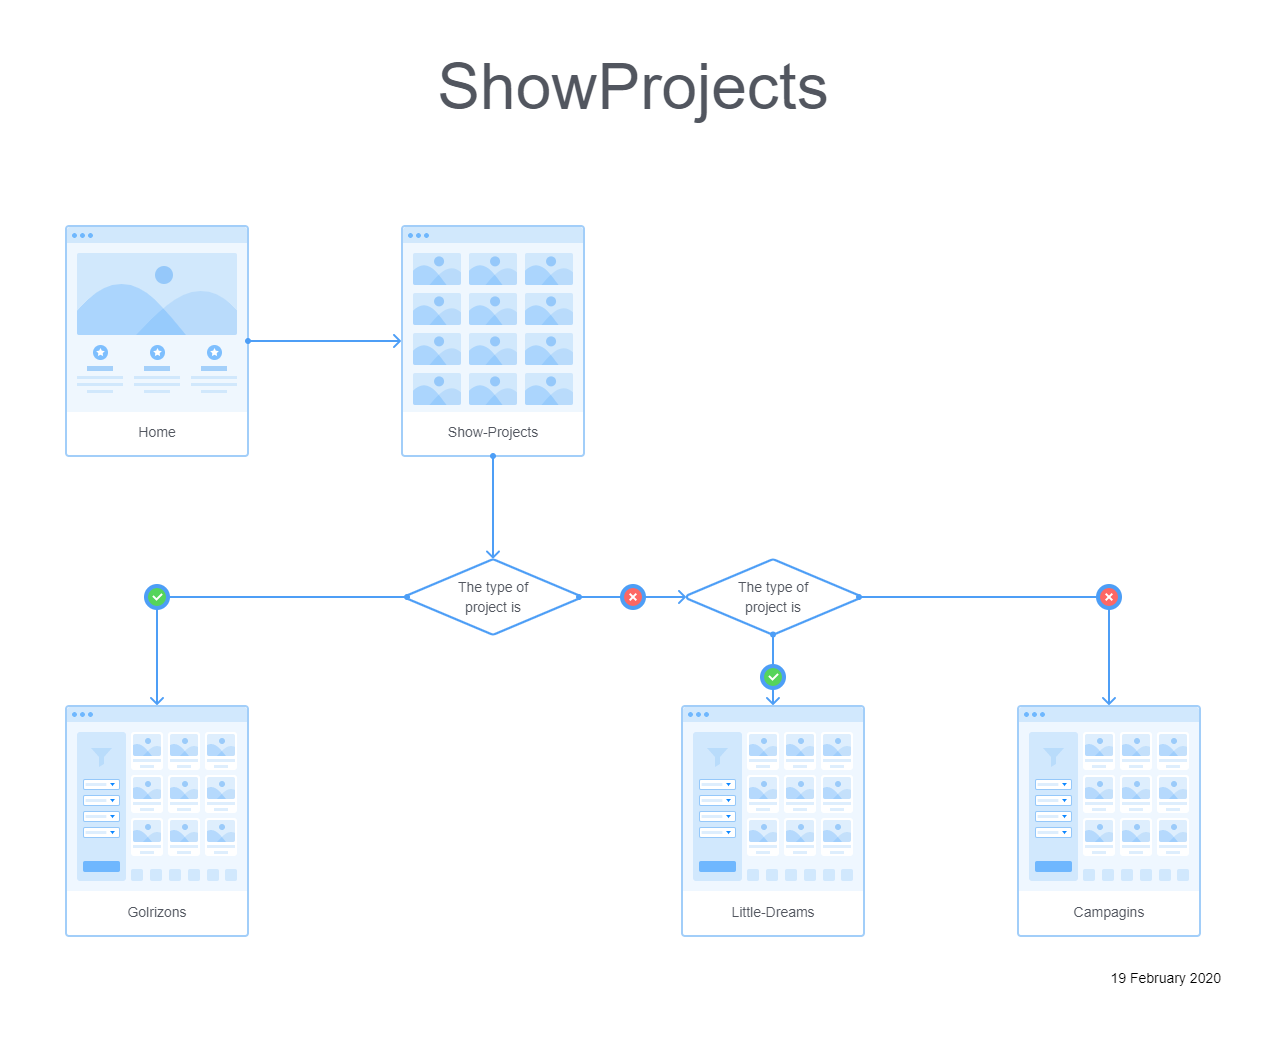 ShowProjects
Home
Show-Projects
The type of
project is
The type of
project is
Golrizons
Little-Dreams
Campagins
19 February 2020